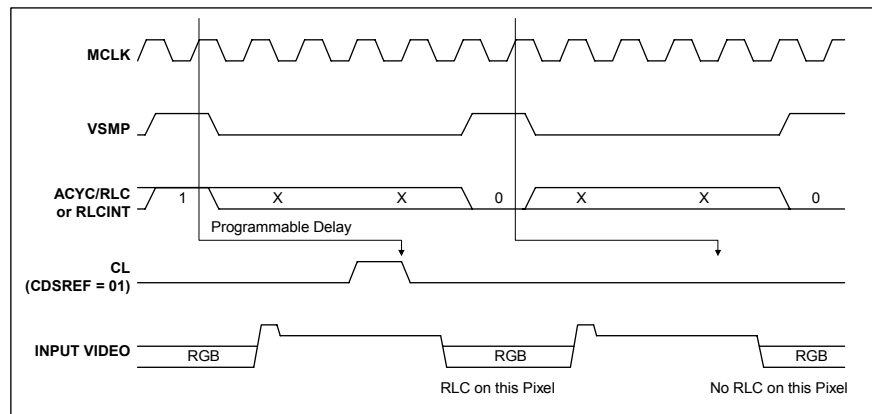 MCLK
VSMP
ACYC/RLC
or RLCINT
1 X X 0 X X 0
Programmable Delay
CL
(CDSREF = 01)
INPUT VIDEO
RGB RGB RGB
RLC on this Pixel No RLC on this Pixel